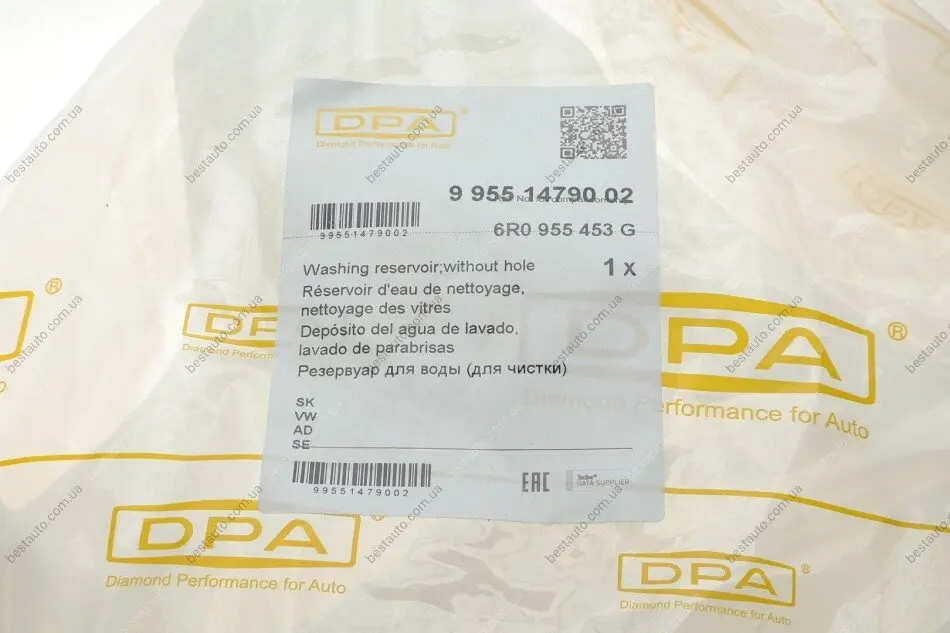 DPA®
Diamond Performance for Auto
9 955 14790 02
99551479002
6R0 955 453 G
Washing reservoir;without hole
1 x
Réservoir d'eau de nettoyage,
nettoyage des vitres
Depósito del agua de lavado,
lavado de parabrisas
Резервуар для воды (для чистки)
SK
VW
AD
SE
99551479002
EAC
TecDoc®
DATA SUPPLIER
®
DPA
Diamond Perform
DPA®
Diamond Performance for Auto
DPA®
Diamond Performance for Auto
DPA®
Diamond Performance for Auto
bestauto.com.ua